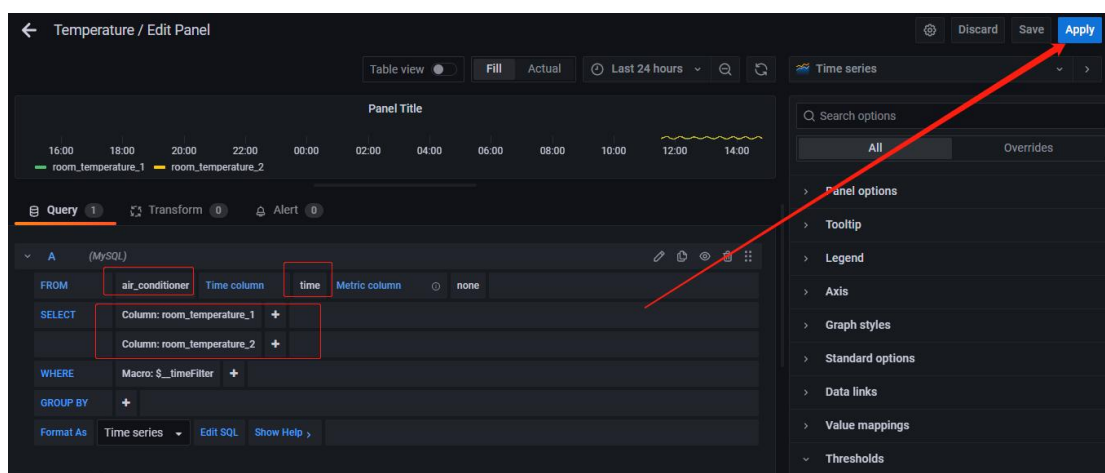 Temperature / Edit Panel
Discard Save Apply
Table view Fill Actual Last 24 hours
Time series
Panel Title
16:00 18:00 20:00 22:00 00:00 02:00 04:00 06:00 08:00 10:00 12:00 14:00
room_temperature_1 room_temperature_2
Search options
All Overrides
Query 1 Transform 0 Alert 0
A (MySQL)
FROM air_conditioner Time column time Metric column none
SELECT Column: room_temperature_1 +
Column: room_temperature_2 +
WHERE Macro: $__timeFilter +
GROUP BY +
Format As Time series Edit SQL Show Help >
Panel options
Tooltip
Legend
Axis
Graph styles
Standard options
Data links
Value mappings
Thresholds